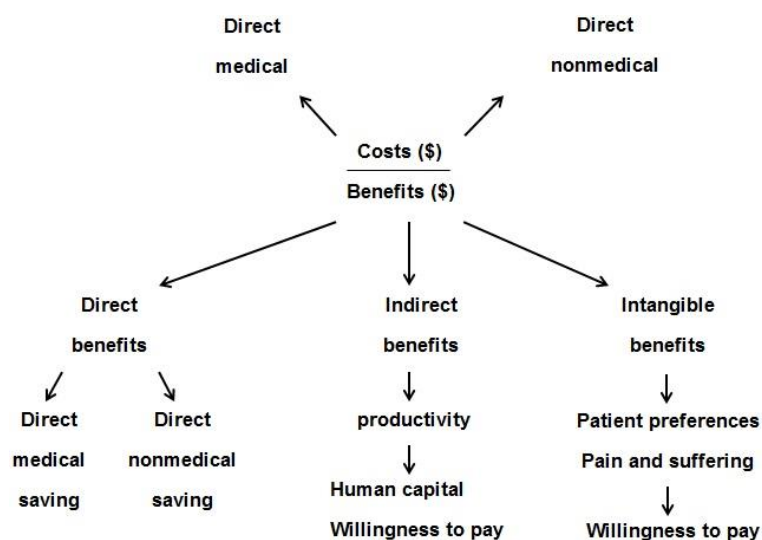 Direct
medical
Direct
nonmedical
Costs ($)
Benefits ($)
Direct
benefits
Indirect
benefits
Intangible
benefits
Direct
medical
saving
Direct
nonmedical
saving
productivity
Human capital
Willingness to pay
Patient preferences
Pain and suffering
Willingness to pay